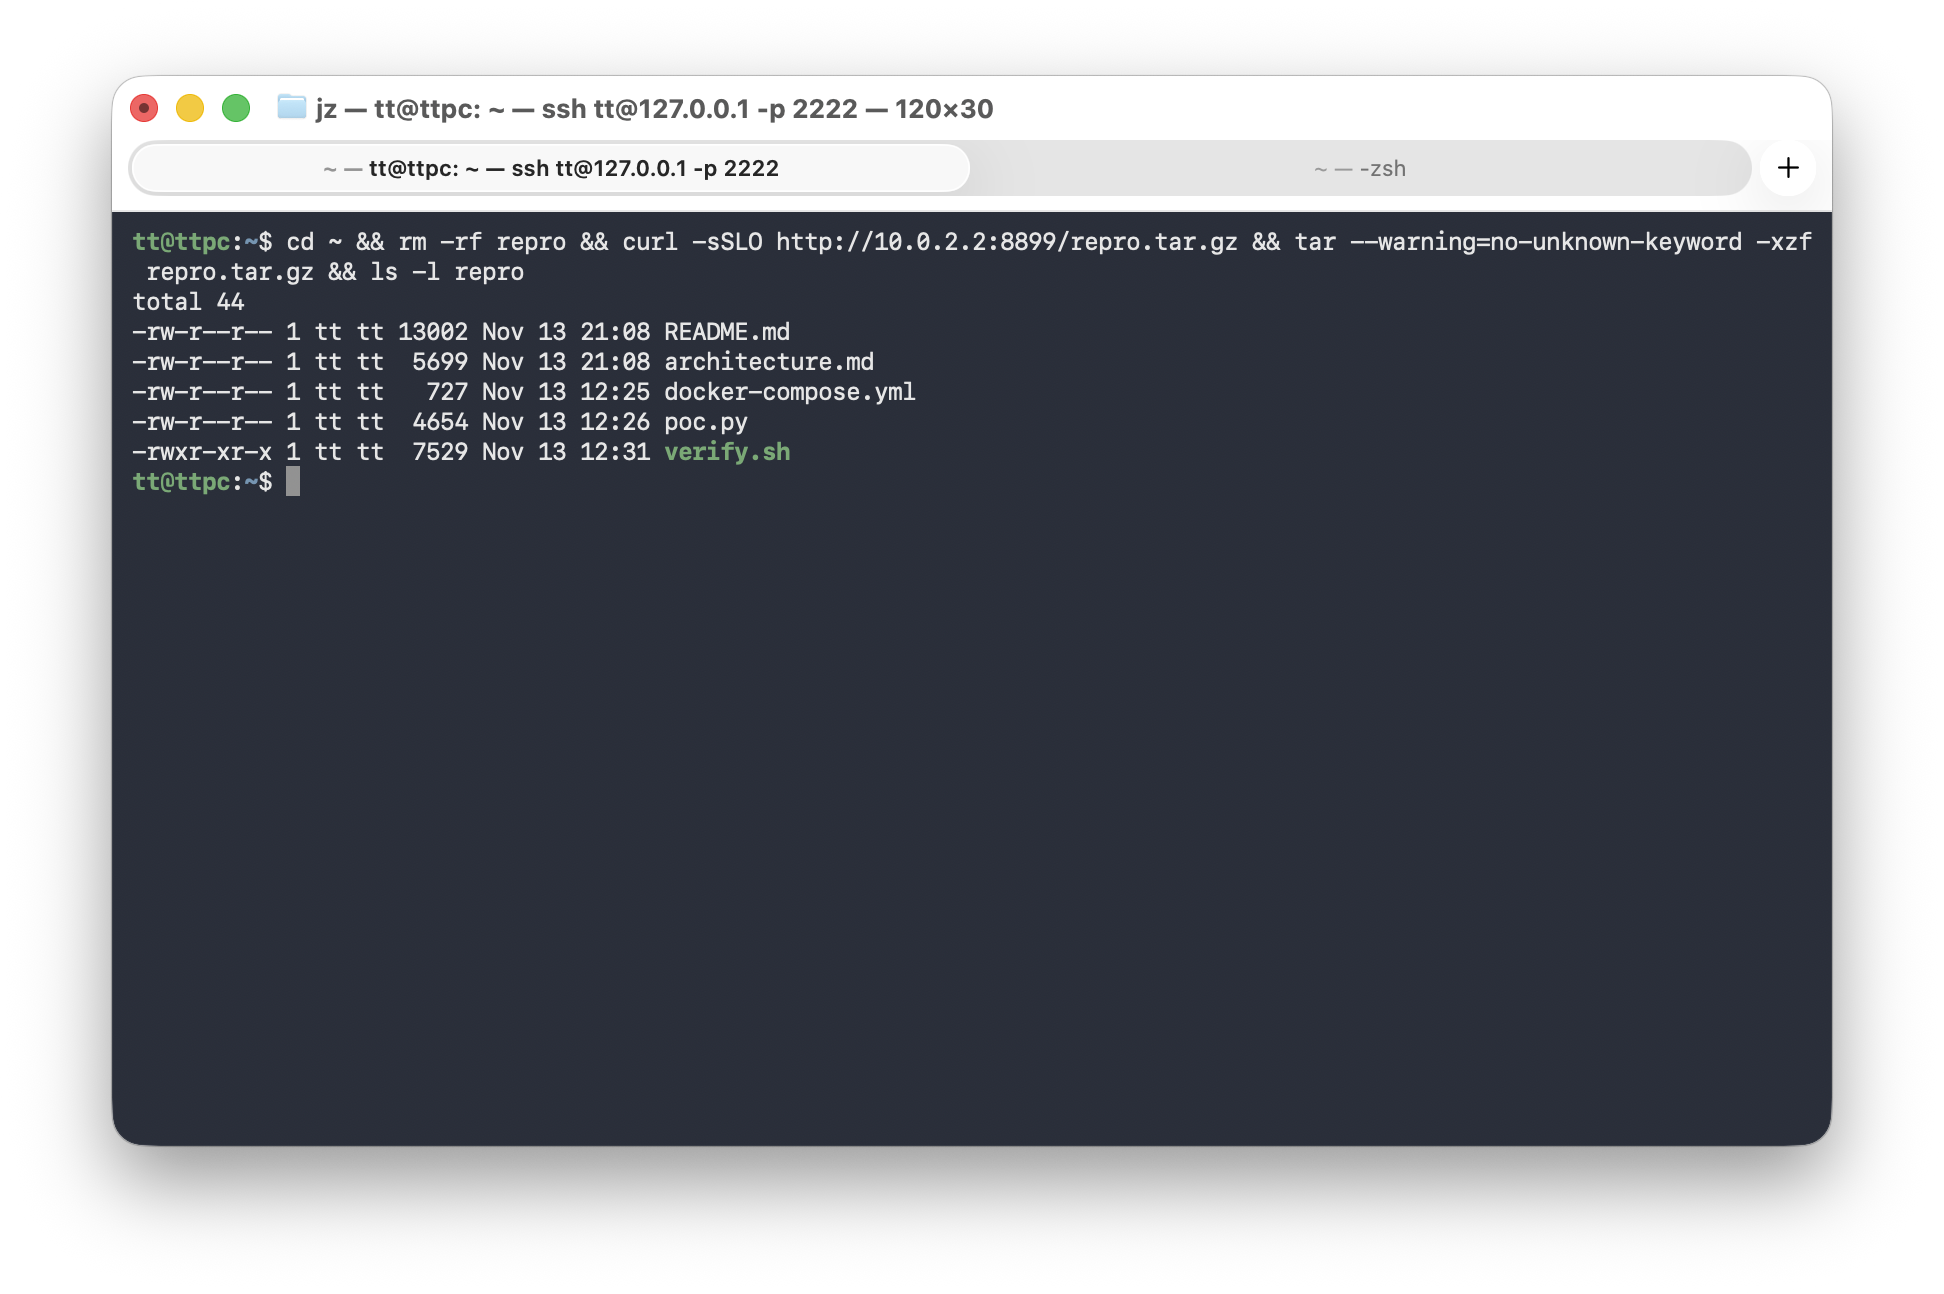 jz — tt@ttpc: ~ — ssh tt@127.0.0.1 -p 2222 — 120×30
~ — tt@ttpc: ~ — ssh tt@127.0.0.1 -p 2222
~ — -zsh
+
tt@ttpc:~$ cd ~ && rm -rf repro && curl -sSLO http://10.0.2.2:8899/repro.tar.gz && tar --warning=no-unknown-keyword -xzf
 repro.tar.gz && ls -l repro
total 44
-rw-r--r-- 1 tt tt 13002 Nov 13 21:08 README.md
-rw-r--r-- 1 tt tt  5699 Nov 13 21:08 architecture.md
-rw-r--r-- 1 tt tt   727 Nov 13 12:25 docker-compose.yml
-rw-r--r-- 1 tt tt  4654 Nov 13 12:26 poc.py
-rwxr-xr-x 1 tt tt  7529 Nov 13 12:31 verify.sh
tt@ttpc:~$